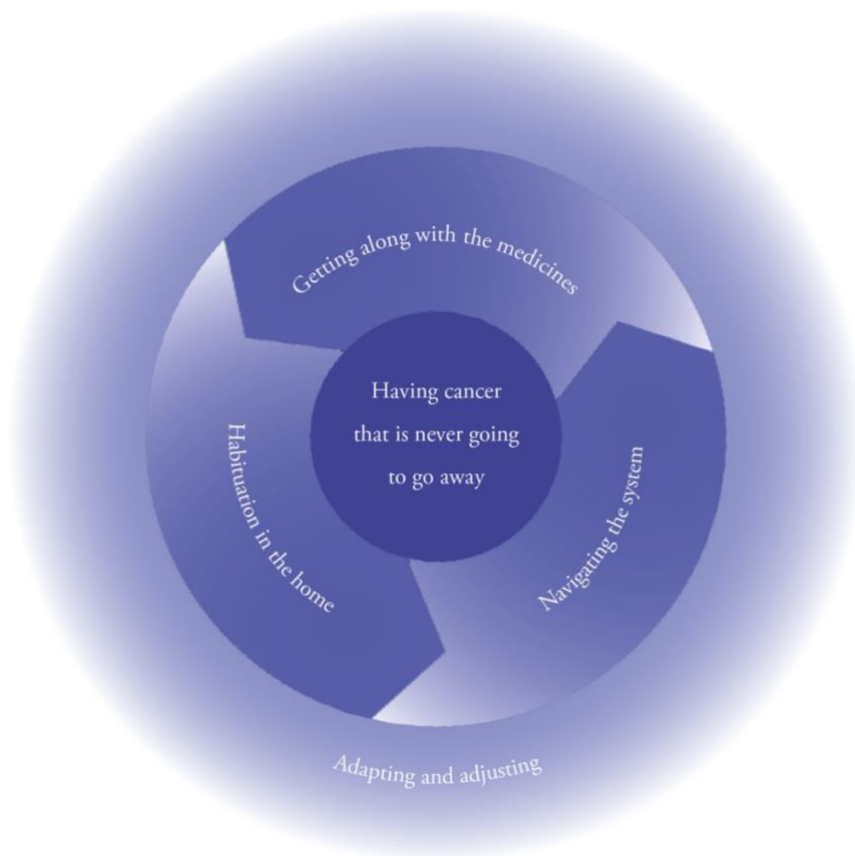 Getting along with the medicines
Having cancer
that is never going
to go away
Habituation in the home
Navigating the system
Adapting and adjusting